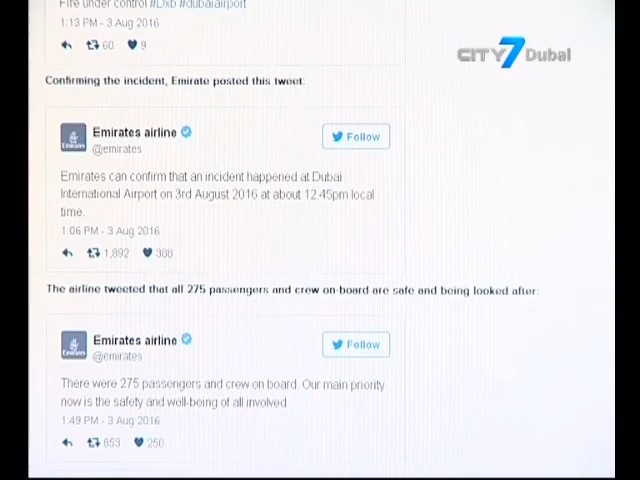 Fire under control #Dxb #dubaiairport
1:13 PM - 3 Aug 2016
60 9
CITY 7 Dubai
Confirming the incident, Emirate posted this tweet:
Emirates airline
@emirates
Follow
Emirates can confirm that an incident happened at Dubai
International Airport on 3rd August 2016 at about 12.45pm local
time.
1:06 PM - 3 Aug 2016
1,892 388
The airline tweeted that all 275 passengers and crew on-board are safe and being looked after:
Emirates airline
@emirates
Follow
There were 275 passengers and crew on board. Our main priority
now is the safety and well-being of all involved
1:49 PM - 3 Aug 2016
853 250